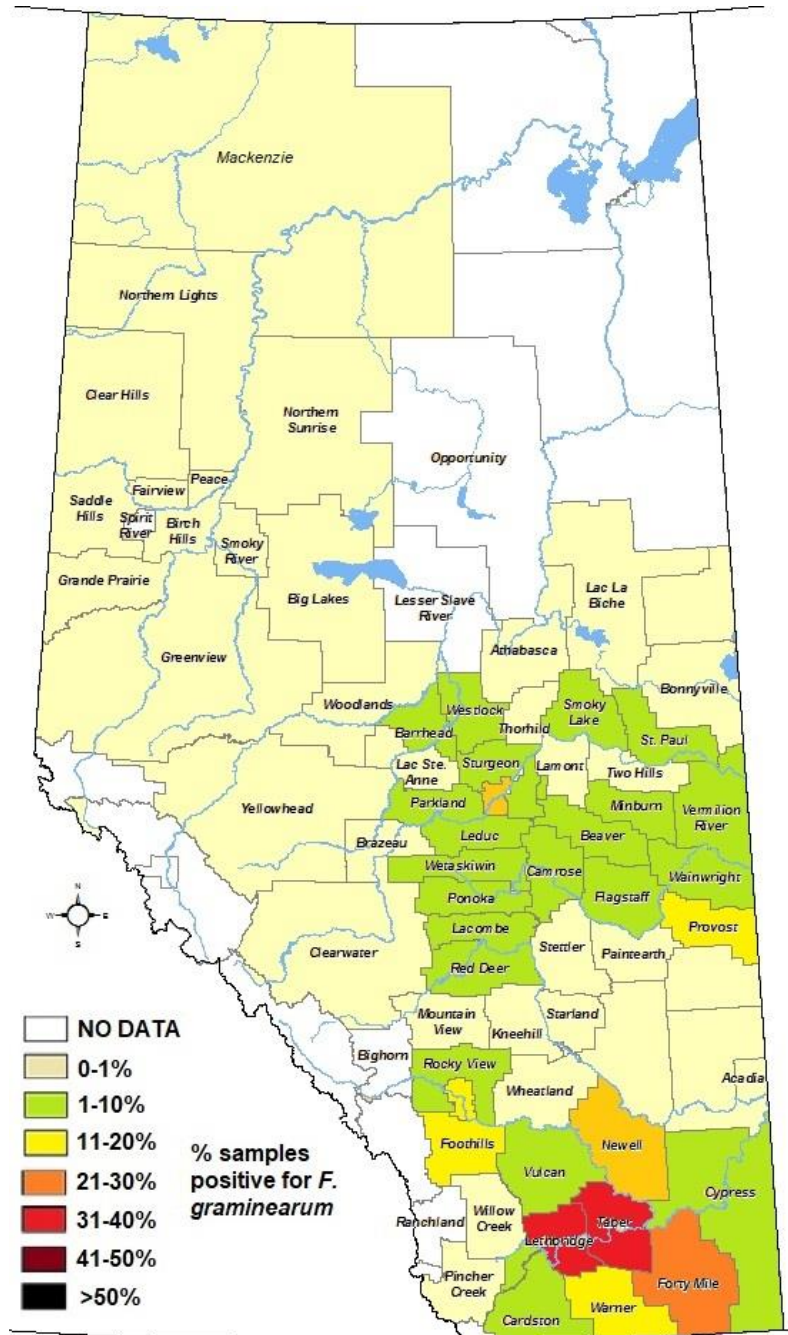 Mackenzie
Northern Lights
Clear Hills
Northern
Sunrise
Opportunity
Peace
Fairview
Saddle
Hills
Spirit
River
Birch
Hills
Smoky
River
Grande Prairie
Big Lakes
Lesser Slave
River
Lac La
Biche
Athabasca
Greenview
Bonnyville
Woodlands
Westlock
Smoky
Lake
Thorhild
Barrhead
St. Paul
Lac Ste.
Anne
Sturgeon
Lamont
Two Hills
Yellowhead
Parkland
Minburn
Vermilion
River
Brazeau
Leduc
Beaver
Wetaskiwin
Camrose
Wainwright
Ponoka
Flagstaff
N
W
E
S
Lacombe
Provost
Clearwater
Stettler
Paintearth
Red Deer
Mountain
View
Kneehill
Starland
Bighorn
Rocky View
Wheatland
Acadia
Foothills
Newell
Vulcan
Cypress
Ranchland
Willow
Creek
Taber
Lethbridge
Pincher
Creek
Forty Mile
Warner
Cardston
NO DATA
0-1%
1-10%
11-20%
21-30%
31-40%
41-50%
>50%
% samples
positive for F.
graminearum